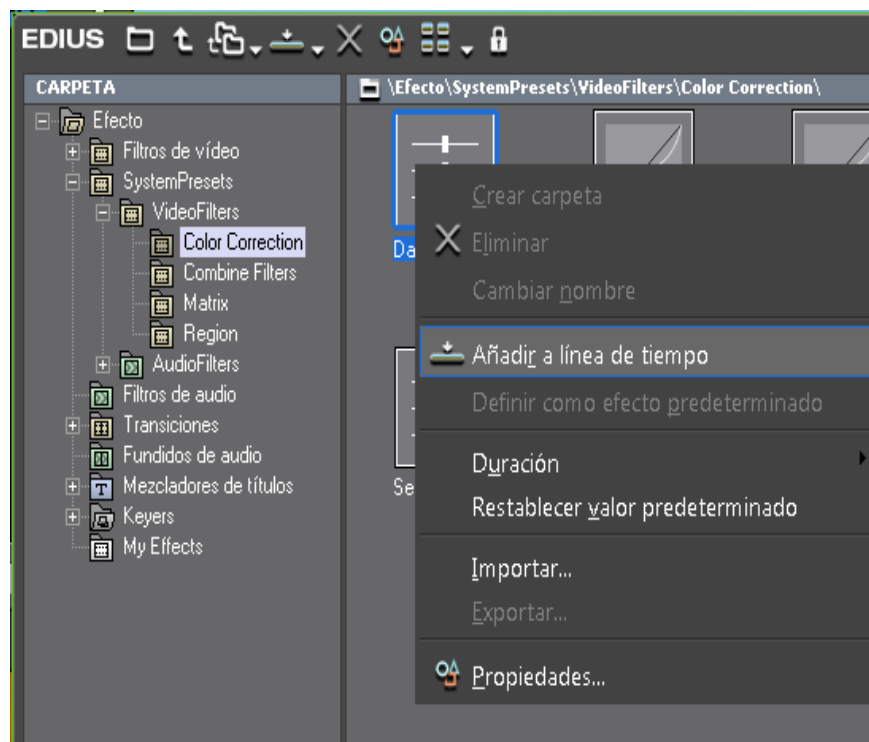 EDIUS
CARPETA
\Efecto\SystemPresets\VideoFilters\Color Correction\
Efecto
Filtros de vídeo
SystemPresets
VideoFilters
Color Correction
Combine Filters
Matrix
Region
AudioFilters
Filtros de audio
Transiciones
Fundidos de audio
Mezcladores de títulos
Keyers
My Effects
Da
Se
Crear carpeta
Eliminar
Cambiar nombre
Añadir a línea de tiempo
Definir como efecto predeterminado
Duración
Restablecer valor predeterminado
Importar...
Exportar...
Propiedades...